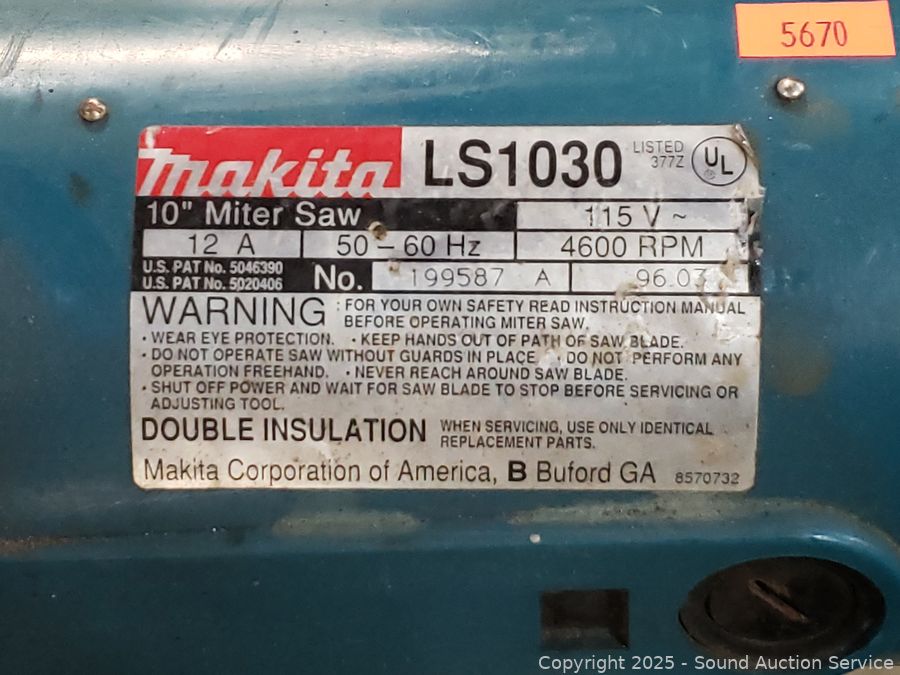 5670
Makita LS1030 LISTED 377Z UL
10" Miter Saw 115 V ~
12 A 50 – 60 Hz 4600 RPM
U.S. PAT No. 5046390
U.S. PAT No. 5020406
No. 199587 A 96.03
WARNING : FOR YOUR OWN SAFETY READ INSTRUCTION MANUAL
BEFORE OPERATING MITER SAW.
• WEAR EYE PROTECTION. • KEEP HANDS OUT OF PATH OF SAW BLADE.
• DO NOT OPERATE SAW WITHOUT GUARDS IN PLACE. • DO NOT PERFORM ANY
OPERATION FREEHAND. • NEVER REACH AROUND SAW BLADE.
• SHUT OFF POWER AND WAIT FOR SAW BLADE TO STOP BEFORE SERVICING OR
ADJUSTING TOOL.
DOUBLE INSULATION WHEN SERVICING, USE ONLY IDENTICAL
REPLACEMENT PARTS.
Makita Corporation of America, B Buford GA 8570732
Copyright © 2025 - Sound Auction Service